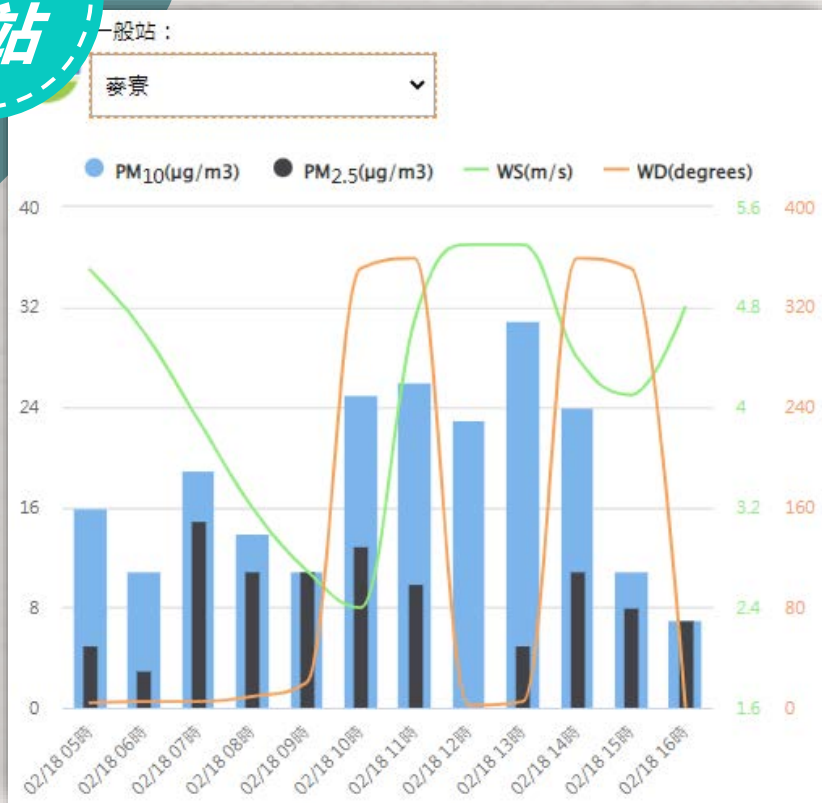 站
一般站：
麥寮
PM10(μg/m3) PM2.5(μg/m3) WS(m/s) WD(degrees)
40 5.6 400
32 4.8 320
24 4 240
16 3.2 160
8 2.4 80
0 1.6 0
02/18 05時 02/18 06時 02/18 07時 02/18 08時 02/18 09時 02/18 10時 02/18 11時 02/18 12時 02/18 13時 02/18 14時 02/18 15時 02/18 16時